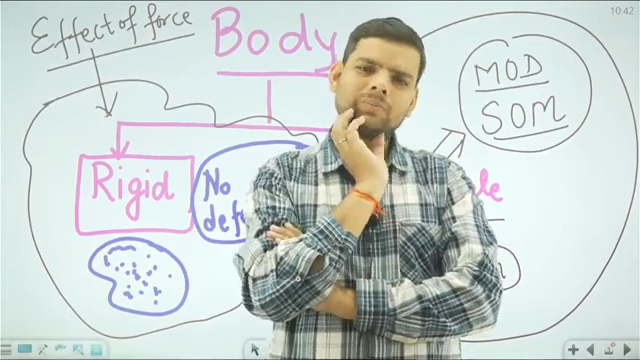 10:42
Effect of force
Body
MOD
SOM
Rigid
No
def
le